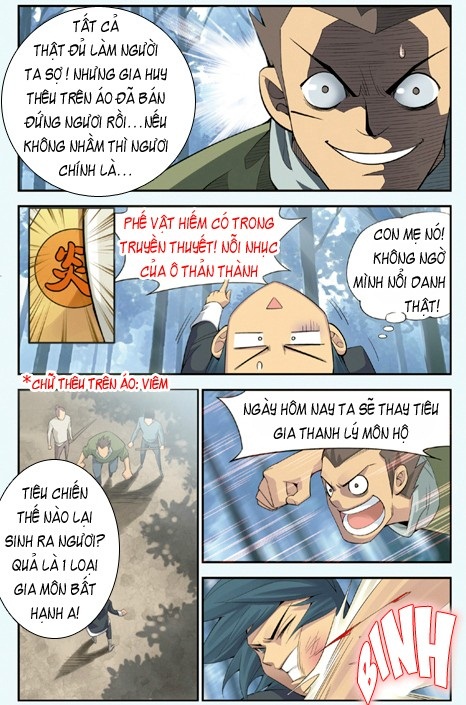 TẤT CẢ
THẬT ĐỦ LÀM NGƯỜI
TA SỢ! NHƯNG GIA HUY
THÊU TRÊN ÁO ĐÃ BÁN
ĐỨNG NGƯƠI RỒI...NẾU
KHÔNG NHẦM THÌ NGƯƠI
CHÍNH LÀ...
炎
PHẾ VẬT HIẾM CÓ TRONG
TRUYỀN THUYẾT! NỖI NHỤC
CỦA Ô THẢN THÀNH
CON MẸ NÓ!
KHÔNG NGỜ
MÌNH NỔI DANH
THẬT!
*CHỮ THÊU TRÊN ÁO: VIÊM
TIÊU CHIẾN
THẾ NÀO LẠI
SINH RA NGƯƠI?
QUẢ LÀ 1 LOẠI
GIA MÔN BẤT
HẠNH A!
NGÀY HÔM NAY TA SẼ THAY TIÊU
GIA THANH LÝ MÔN HỘ
BINH